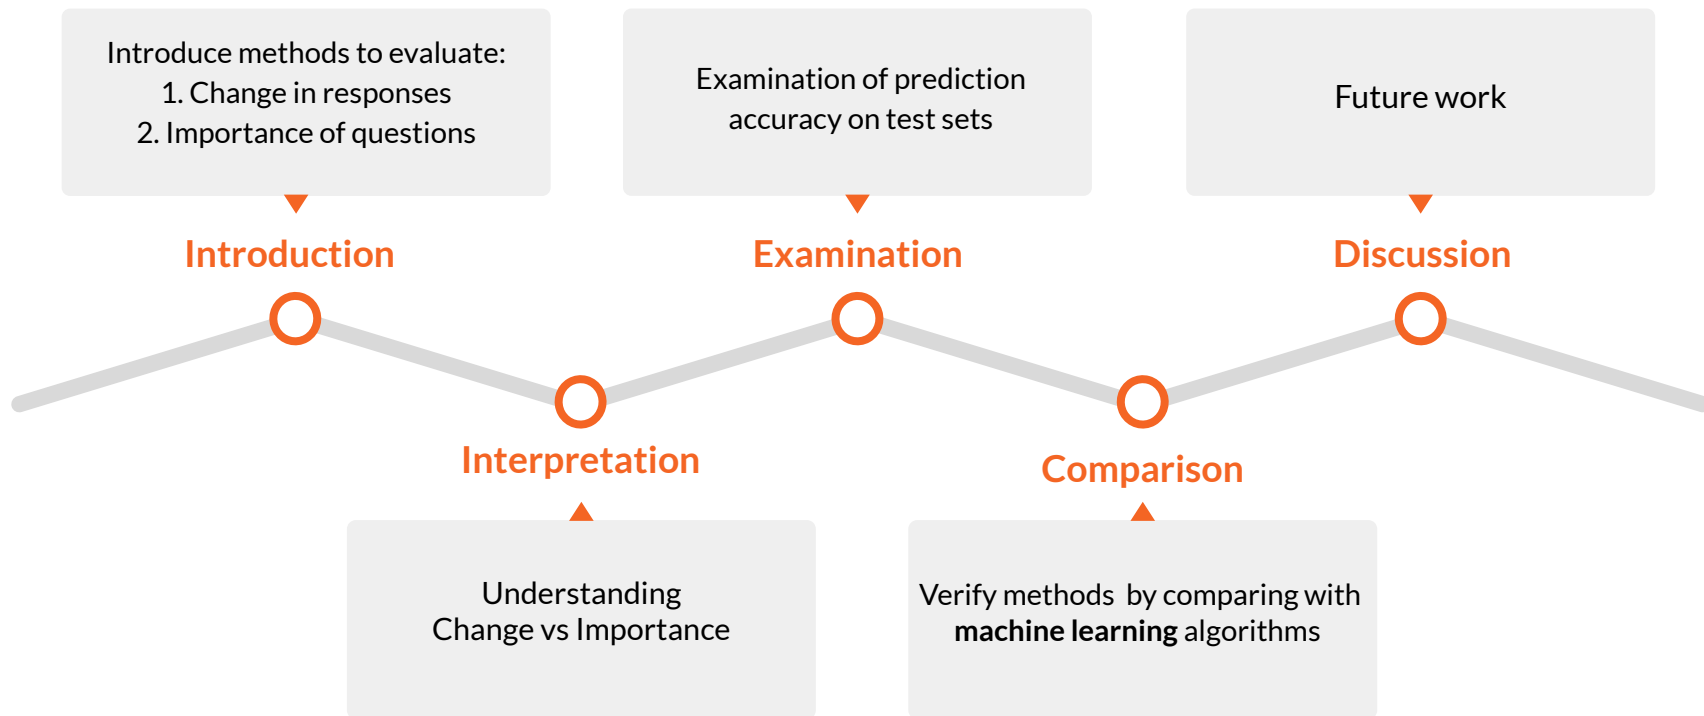 Introduce methods to evaluate:
1. Change in responses
2. Importance of questions
Introduction
Understanding
Change vs Importance
Interpretation
Examination of prediction
accuracy on test sets
Examination
Verify methods by comparing with
machine learning algorithms
Comparison
Future work
Discussion